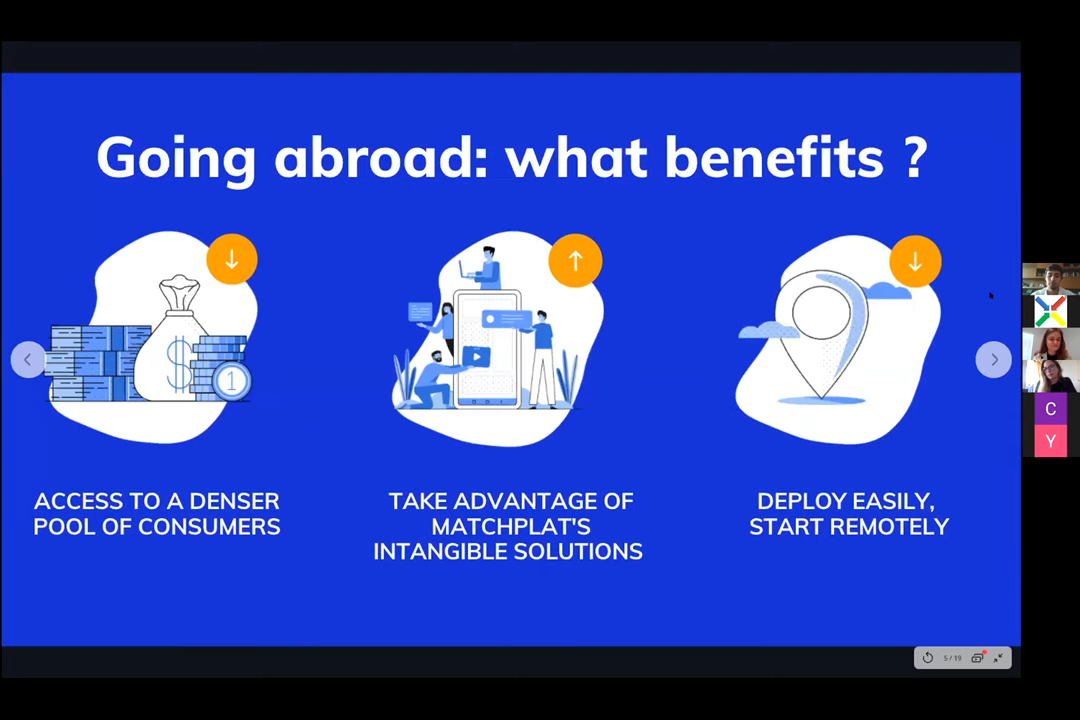 Going abroad: what benefits ?
$
1
ACCESS TO A DENSER
POOL OF CONSUMERS
TAKE ADVANTAGE OF
MATCHPLAT'S
INTANGIBLE SOLUTIONS
DEPLOY EASILY,
START REMOTELY
C
Y
5 / 19